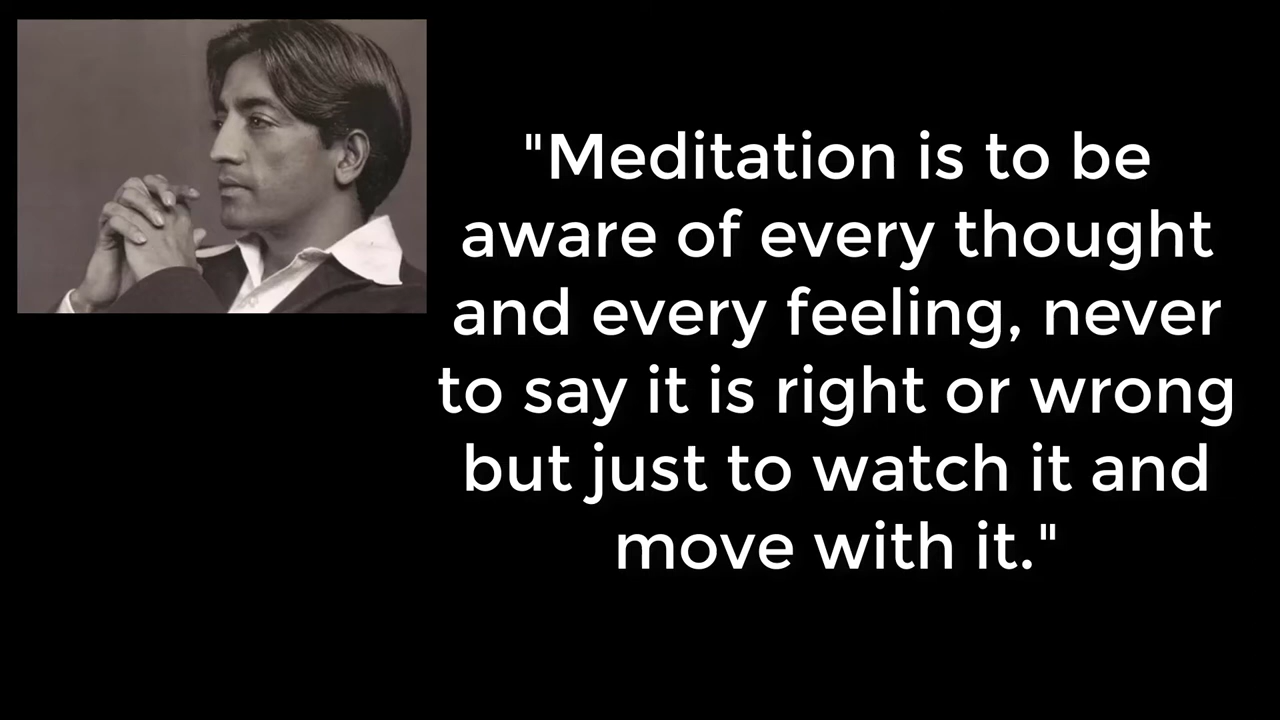 "Meditation is to be
aware of every thought
and every feeling, never
to say it is right or wrong
but just to watch it and
move with it."